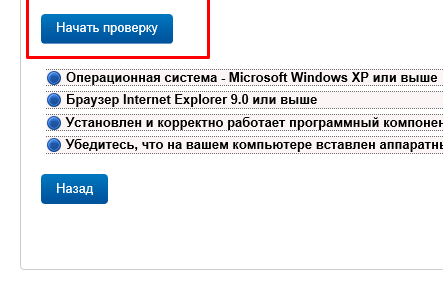 Начать проверку
Операционная система - Microsoft Windows XP или выше
Браузер Internet Explorer 9.0 или выше
Установлен и корректно работает программный компонен
Убедитесь, что на вашем компьютере вставлен аппаратны
Назад